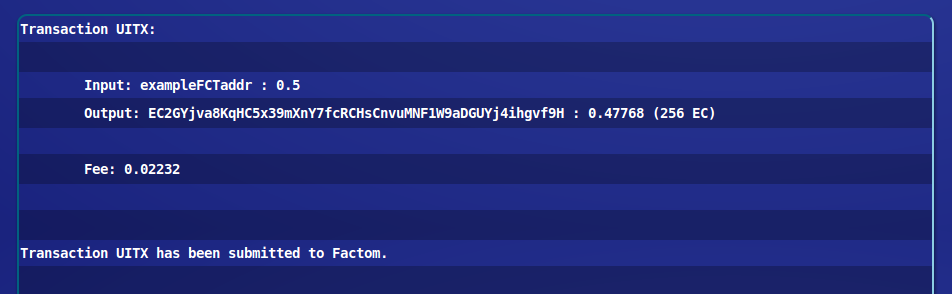 Transaction UITX:
Input: exampleFCTaddr : 0.5
Output: EC2GYjva8KqHC5x39mXnY7fcRCHsCnvuMNF1W9aDGUYj4ihgvf9H : 0.47768 (256 EC)
Fee: 0.02232
Transaction UITX has been submitted to Factom.